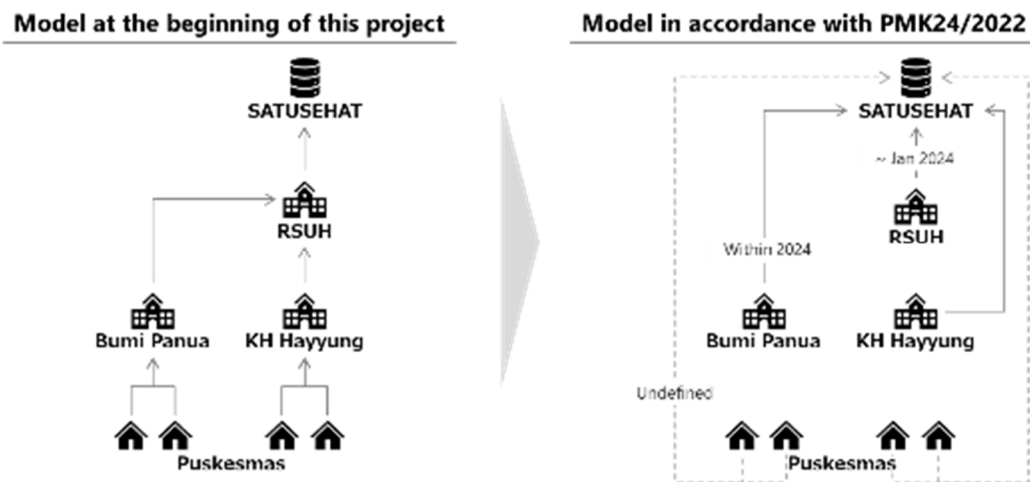 Model at the beginning of this project
SATUSEHAT
RSUH
Bumi Panua
KH Hayyung
Puskesmas
Model in accordance with PMK24/2022
SATUSEHAT
~ Jan 2024
RSUH
Within 2024
Bumi Panua
KH Hayyung
Undefined
Puskesmas